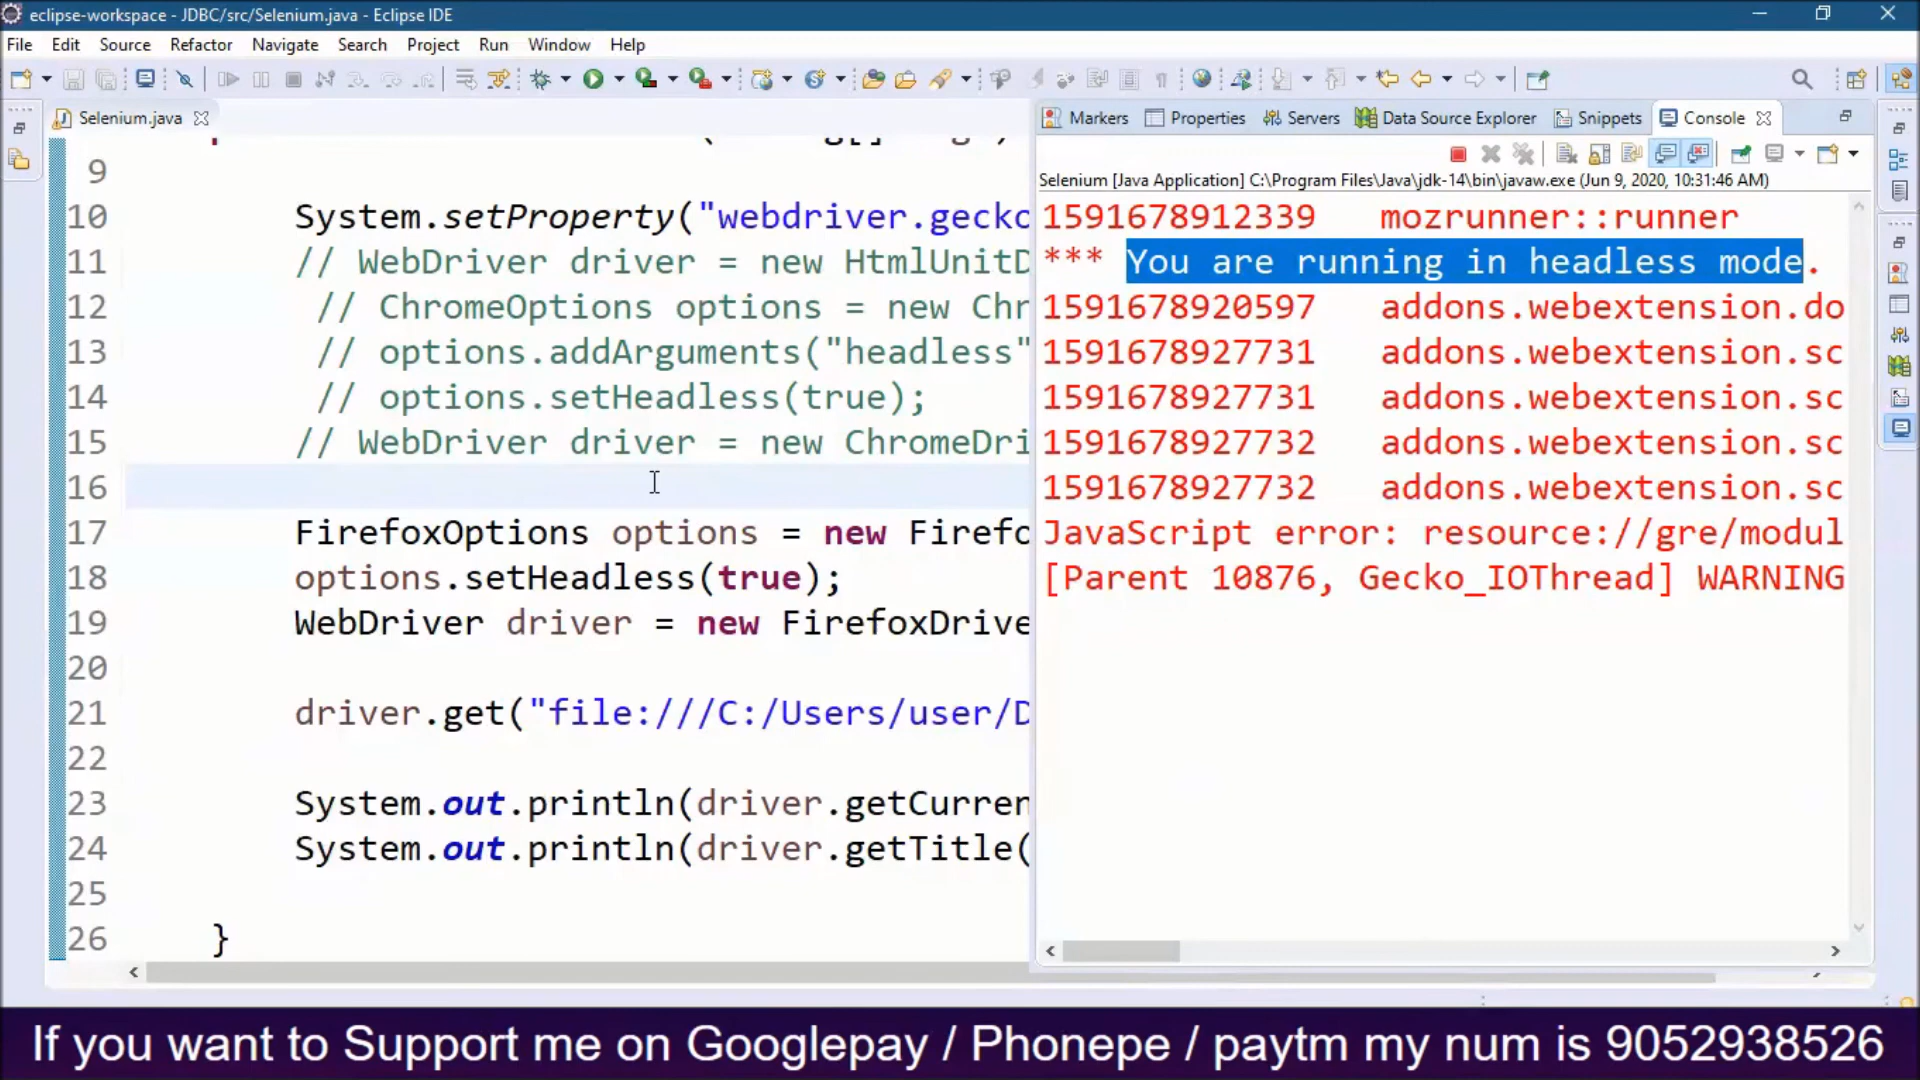 eclipse-workspace - JDBC/src/Selenium.java - Eclipse IDE
File Edit Source Refactor Navigate Search Project Run Window Help
Selenium.java
9
10 System.setProperty("webdriver.gecko
11 // WebDriver driver = new HtmlUnitD
12 // ChromeOptions options = new Chr
13 // options.addArguments("headless"
14 // options.setHeadless(true);
15 // WebDriver driver = new ChromeDri
16
17 FirefoxOptions options = new Firefo
18 options.setHeadless(true);
19 WebDriver driver = new FirefoxDrive
20
21 driver.get("file:///C:/Users/user/D
22
23 System.out.println(driver.getCurren
24 System.out.println(driver.getTitle(
25
26 }
Markers Properties Servers Data Source Explorer Snippets Console
Selenium [Java Application] C:\Program Files\Java\jdk-14\bin\javaw.exe (Jun 9, 2020, 10:31:46 AM)
1591678912339 mozrunner::runner
*** You are running in headless mode.
1591678920597 addons.webextension.do
1591678927731 addons.webextension.sc
1591678927731 addons.webextension.sc
1591678927732 addons.webextension.sc
1591678927732 addons.webextension.sc
JavaScript error: resource://gre/modul
[Parent 10876, Gecko_IOThread] WARNING
If you want to Support me on Googlepay / Phonepe / paytm my num is 9052938526